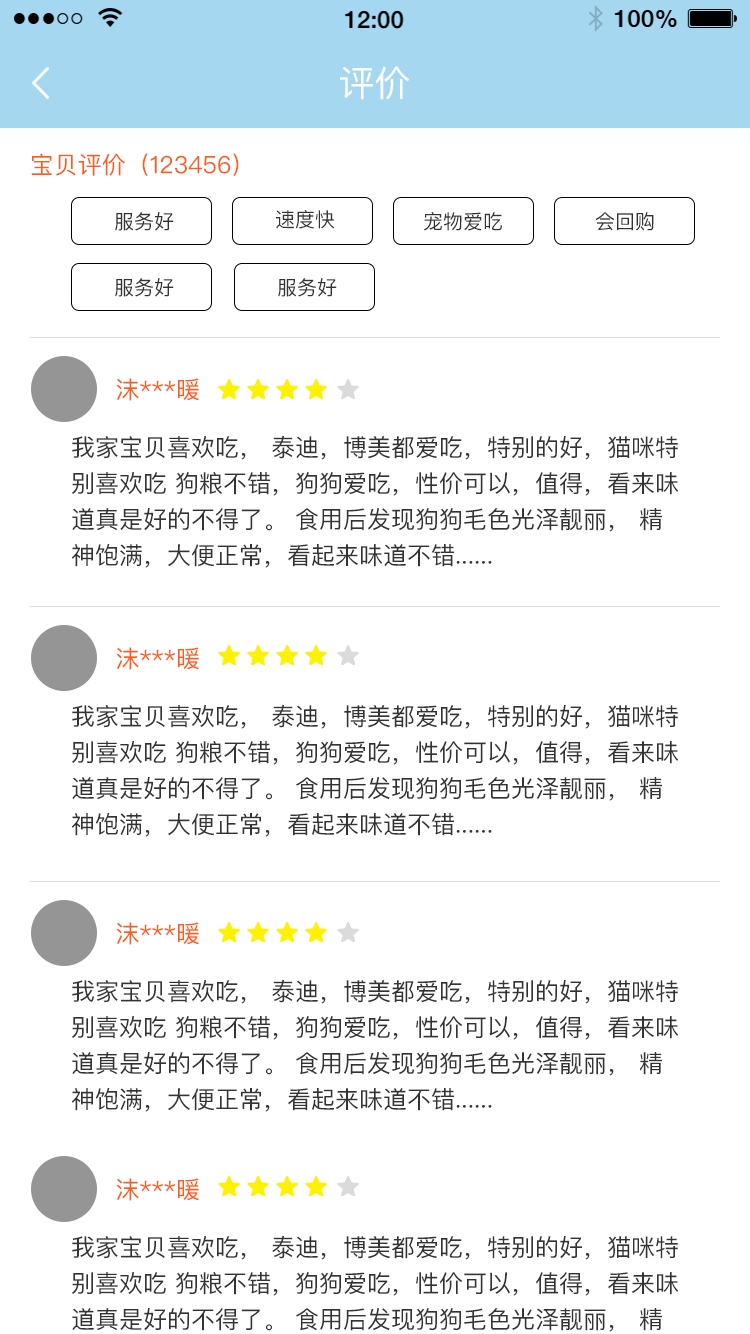 12:00 100%
评价
宝贝评价（123456）
服务好 速度快 宠物爱吃 会回购
服务好 服务好
沫***暖
我家宝贝喜欢吃， 泰迪，博美都爱吃，特别的好，猫咪特
别喜欢吃 狗粮不错，狗狗爱吃，性价可以，值得，看来味
道真是好的不得了。 食用后发现狗狗毛色光泽靓丽， 精
神饱满，大便正常，看起来味道不错......
沫***暖
我家宝贝喜欢吃， 泰迪，博美都爱吃，特别的好，猫咪特
别喜欢吃 狗粮不错，狗狗爱吃，性价可以，值得，看来味
道真是好的不得了。 食用后发现狗狗毛色光泽靓丽， 精
神饱满，大便正常，看起来味道不错......
沫***暖
我家宝贝喜欢吃， 泰迪，博美都爱吃，特别的好，猫咪特
别喜欢吃 狗粮不错，狗狗爱吃，性价可以，值得，看来味
道真是好的不得了。 食用后发现狗狗毛色光泽靓丽， 精
神饱满，大便正常，看起来味道不错......
沫***暖
我家宝贝喜欢吃， 泰迪，博美都爱吃，特别的好，猫咪特
别喜欢吃 狗粮不错，狗狗爱吃，性价可以，值得，看来味
道真是好的不得了。 食用后发现狗狗毛色光泽靓丽， 精